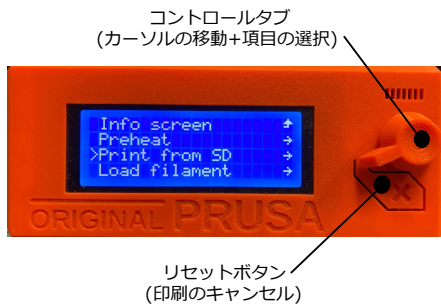 コントロールタブ
(カーソルの移動+項目の選択)
Info screen
Preheat →
>Print from SD →
Load filament →
ORIGINAL PRUSA
リセットボタン
(印刷のキャンセル)